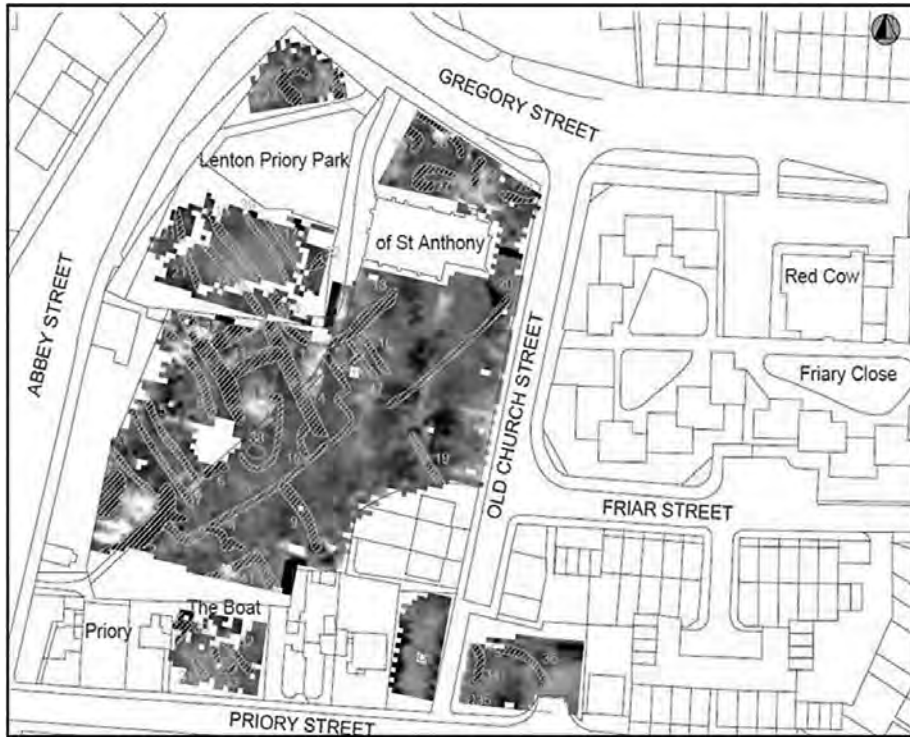 GREGORY STREET
Lenton Priory Park
of St Anthony
Red Cow
ABBEY STREET
Friary Close
OLD CHURCH STREET
19
FRIAR STREET
The Boat
Priory
PRIORY STREET